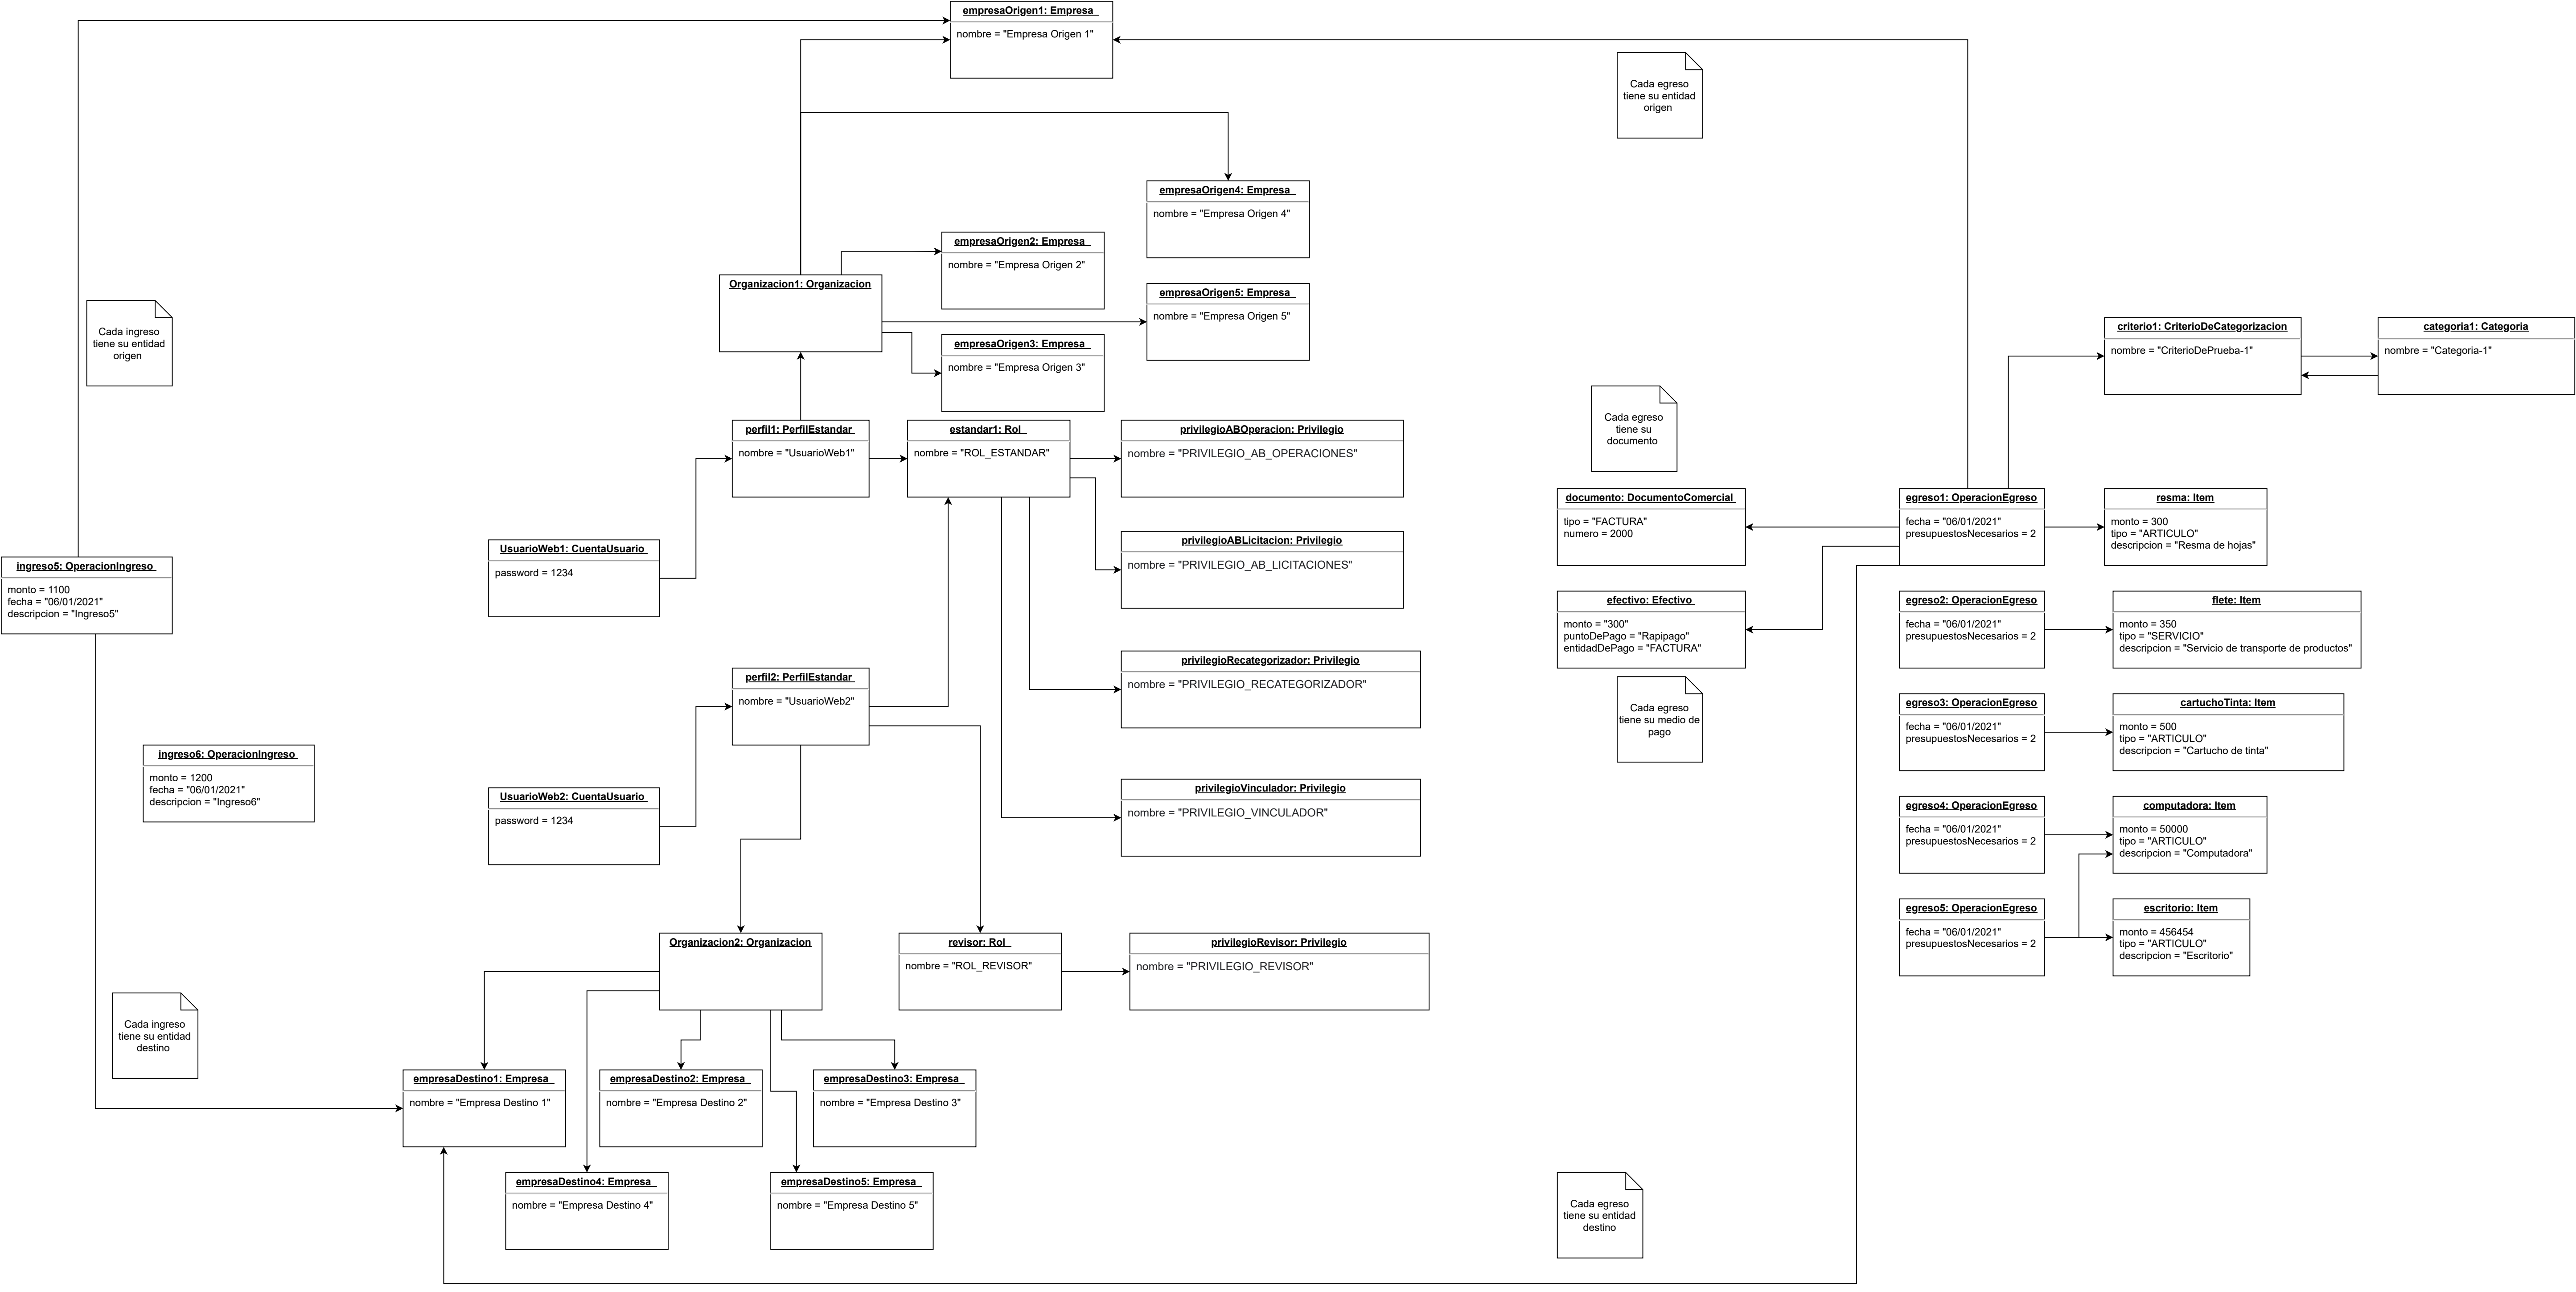 empresaOrigen1: Empresa
nombre = "Empresa Origen 1"
Cada egreso
tiene su entidad
origen
empresaOrigen4: Empresa
nombre = "Empresa Origen 4"
empresaOrigen2: Empresa
nombre = "Empresa Origen 2"
Organizacion1: Organizacion
empresaOrigen5: Empresa
nombre = "Empresa Origen 5"
empresaOrigen3: Empresa
nombre = "Empresa Origen 3"
Cada ingreso
tiene su entidad
origen
criterio1: CriterioDeCategorizacion
nombre = "CriterioDePrueba-1"
categoria1: Categoria
nombre = "Categoria-1"
Cada egreso
tiene su
documento
perfil1: PerfilEstandar
nombre = "UsuarioWeb1"
estandar1: Rol
nombre = "ROL_ESTANDAR"
privilegioABOperacion: Privilegio
nombre = "PRIVILEGIO_AB_OPERACIONES"
documento: DocumentoComercial
tipo = "FACTURA"
numero = 2000
egreso1: OperacionEgreso
fecha = "06/01/2021"
presupuestosNecesarios = 2
resma: Item
monto = 300
tipo = "ARTICULO"
descripcion = "Resma de hojas"
privilegioABLicitacion: Privilegio
nombre = "PRIVILEGIO_AB_LICITACIONES"
UsuarioWeb1: CuentaUsuario
password = 1234
ingreso5: OperacionIngreso
monto = 1100
fecha = "06/01/2021"
descripcion = "Ingreso5"
efectivo: Efectivo
monto = "300"
puntoDePago = "Rapipago"
entidadDePago = "FACTURA"
egreso2: OperacionEgreso
fecha = "06/01/2021"
presupuestosNecesarios = 2
flete: Item
monto = 350
tipo = "SERVICIO"
descripcion = "Servicio de transporte de productos"
privilegioRecategorizador: Privilegio
nombre = "PRIVILEGIO_RECATEGORIZADOR"
perfil2: PerfilEstandar
nombre = "UsuarioWeb2"
Cada egreso
tiene su medio de
pago
egreso3: OperacionEgreso
fecha = "06/01/2021"
presupuestosNecesarios = 2
cartuchoTinta: Item
monto = 500
tipo = "ARTICULO"
descripcion = "Cartucho de tinta"
ingreso6: OperacionIngreso
monto = 1200
fecha = "06/01/2021"
descripcion = "Ingreso6"
UsuarioWeb2: CuentaUsuario
password = 1234
privilegioVinculador: Privilegio
nombre = "PRIVILEGIO_VINCULADOR"
egreso4: OperacionEgreso
fecha = "06/01/2021"
presupuestosNecesarios = 2
computadora: Item
monto = 50000
tipo = "ARTICULO"
descripcion = "Computadora"
egreso5: OperacionEgreso
fecha = "06/01/2021"
presupuestosNecesarios = 2
escritorio: Item
monto = 456454
tipo = "ARTICULO"
descripcion = "Escritorio"
Organizacion2: Organizacion
revisor: Rol
nombre = "ROL_REVISOR"
privilegioRevisor: Privilegio
nombre = "PRIVILEGIO_REVISOR"
Cada ingreso
tiene su entidad
destino
empresaDestino1: Empresa
nombre = "Empresa Destino 1"
empresaDestino2: Empresa
nombre = "Empresa Destino 2"
empresaDestino3: Empresa
nombre = "Empresa Destino 3"
empresaDestino4: Empresa
nombre = "Empresa Destino 4"
empresaDestino5: Empresa
nombre = "Empresa Destino 5"
Cada egreso
tiene su entidad
destino